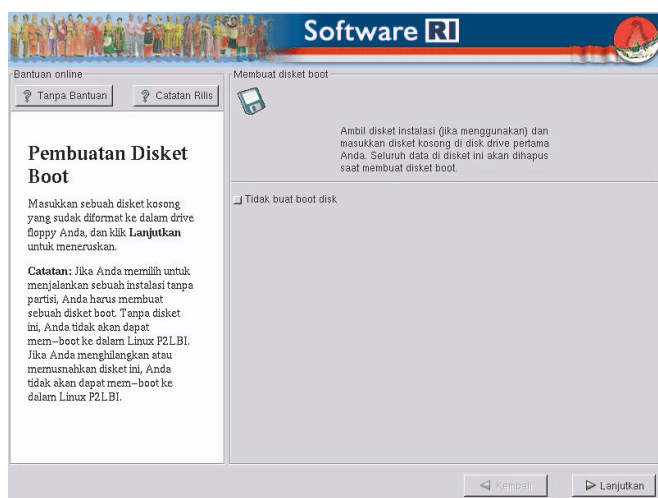 Software RI
Bantuan online
Tanpa Bantuan
Catatan Rilis
Pembuatan Disket
Boot
Masukkan sebuah disket kosong
yang sudak diformat ke dalam drive
floppy Anda, dan klik Lanjutkan
untuk meneruskan.
Catatan: Jika Anda memilih untuk
menjalankan sebuah instalasi tanpa
partisi, Anda harus membuat
sebuah disket boot. Tanpa disket
ini, Anda tidak akan dapat
mem-boot ke dalam Linux P2LBI.
Jika Anda menghilangkan atau
memusnahkan disket ini, Anda
tidak akan dapat mem-boot ke
dalam Linux P2LBI.
Membuat disket boot
Ambil disket instalasi (jika menggunakan) dan
masukkan disket kosong di disk drive pertama
Anda. Seluruh data di disket ini akan dihapus
saat membuat disket boot.
Tidak buat boot disk
Kembali
Lanjutkan